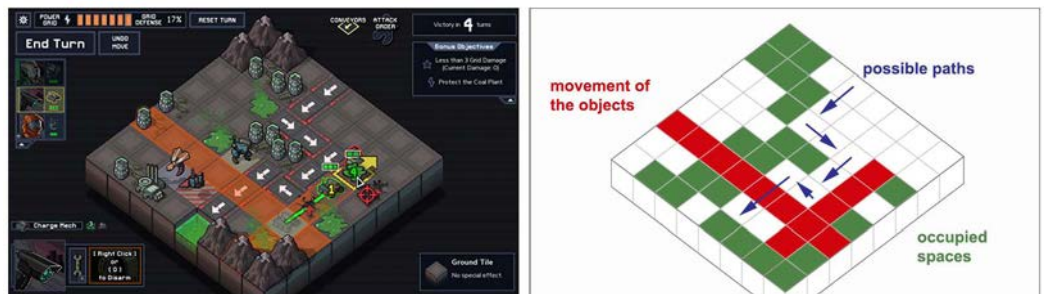 POWER GRID
GRID DEFENSE 17%
RESET TURN
End Turn
UNDO MOVE
CONVEYORS
ATTACK ORDER
Victory in 4 turns
Bonus Objectives
Less than 3 Grid Damage
(Current Damage: 0)
Protect the Coal Plant
1
4
Charge Mech
[Right Click]
or
[D]
to Disarm
Ground Tile
No special effect.
movement of
the objects
possible paths
occupied
spaces